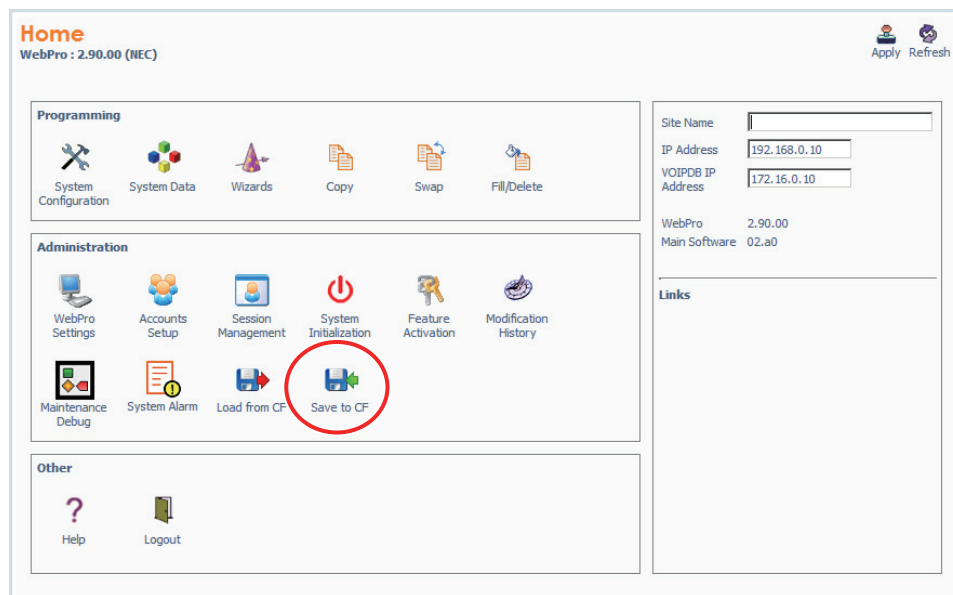 Home
WebPro : 2.90.00 (NEC)
Apply Refresh
Programming
System Configuration
System Data
Wizards
Copy
Swap
Fill/Delete
Administration
WebPro Settings
Accounts Setup
Session Management
System Initialization
Feature Activation
Modification History
Maintenance Debug
System Alarm
Load from CF
Save to CF
Other
? 
Help
Logout
Site Name
IP Address 192.168.0.10
VOIPDB IP Address 172.16.0.10
WebPro 2.90.00
Main Software 02.a0
Links